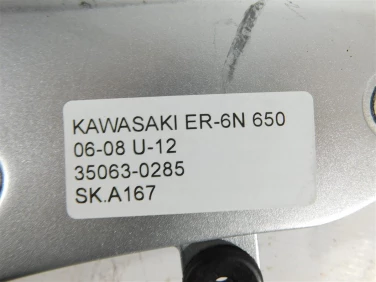 KAWASAKI ER-6N 650
06-08 U-12
35063-0285
SK.A167